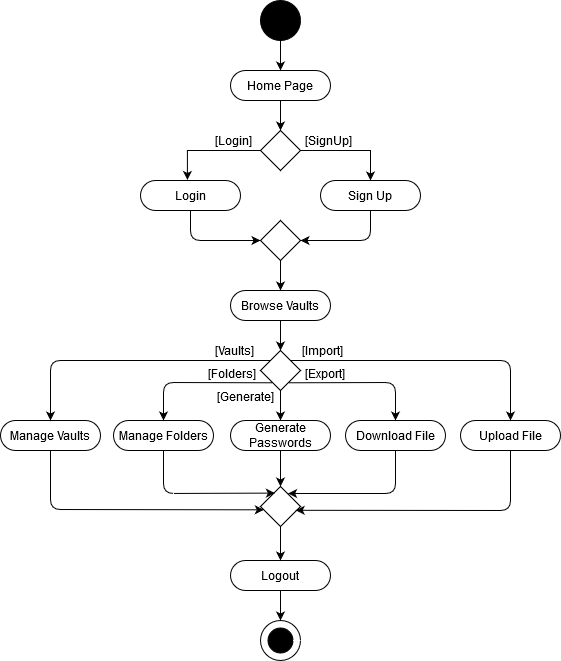 Home Page
[Login]
[SignUp]
Login
Sign Up
Browse Vaults
[Vaults]
[Import]
[Folders]
[Export]
[Generate]
Manage Vaults
Manage Folders
Generate
Passwords
Download File
Upload File
Logout